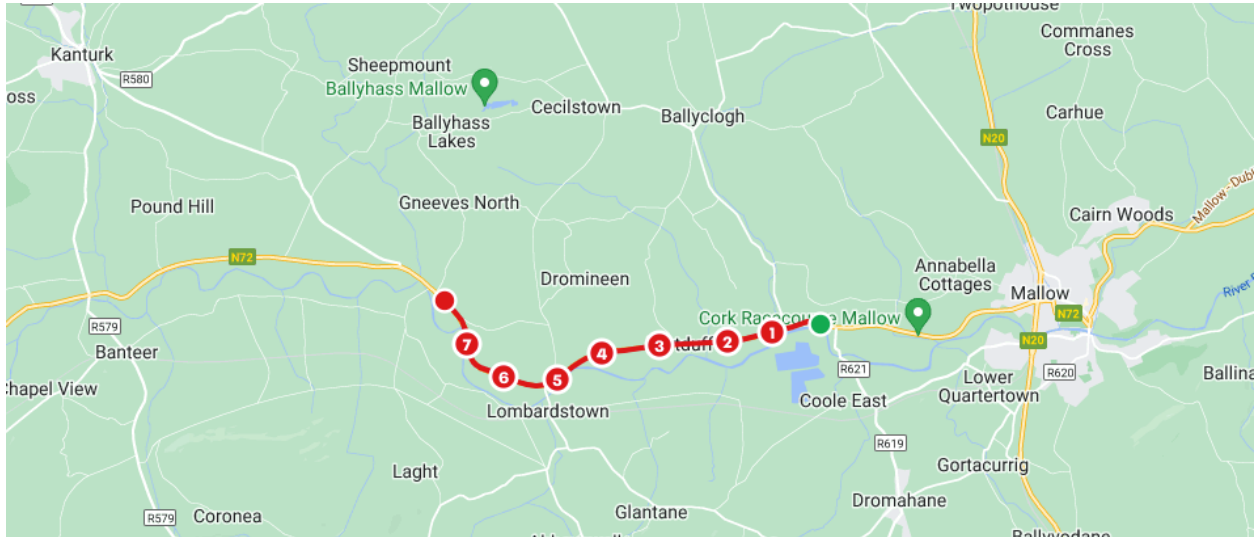 Twopothouse
Commanes
Cross
Kanturk
R580
Sheepmount
Ballyhass Mallow
oss
Cecilstown
Ballyhass
Lakes
Ballyclogh
Carhue
N20
Mallow - Dubl
Pound Hill
Gneeves North
Cairn Woods
N72
Dromineen
Annabella
Cottages
River
Mallow
Cork Racecourse Mallow
N72
R579
Banteer
7
6
5
4
3
tduff
2
1
N20
R621
R620
Chapel View
Lombardstown
Coole East
Lower
Quartertown
Ballina
R619
Laght
Gortacurrig
R579
Coronea
Glantane
Dromahane
Ballyvodane